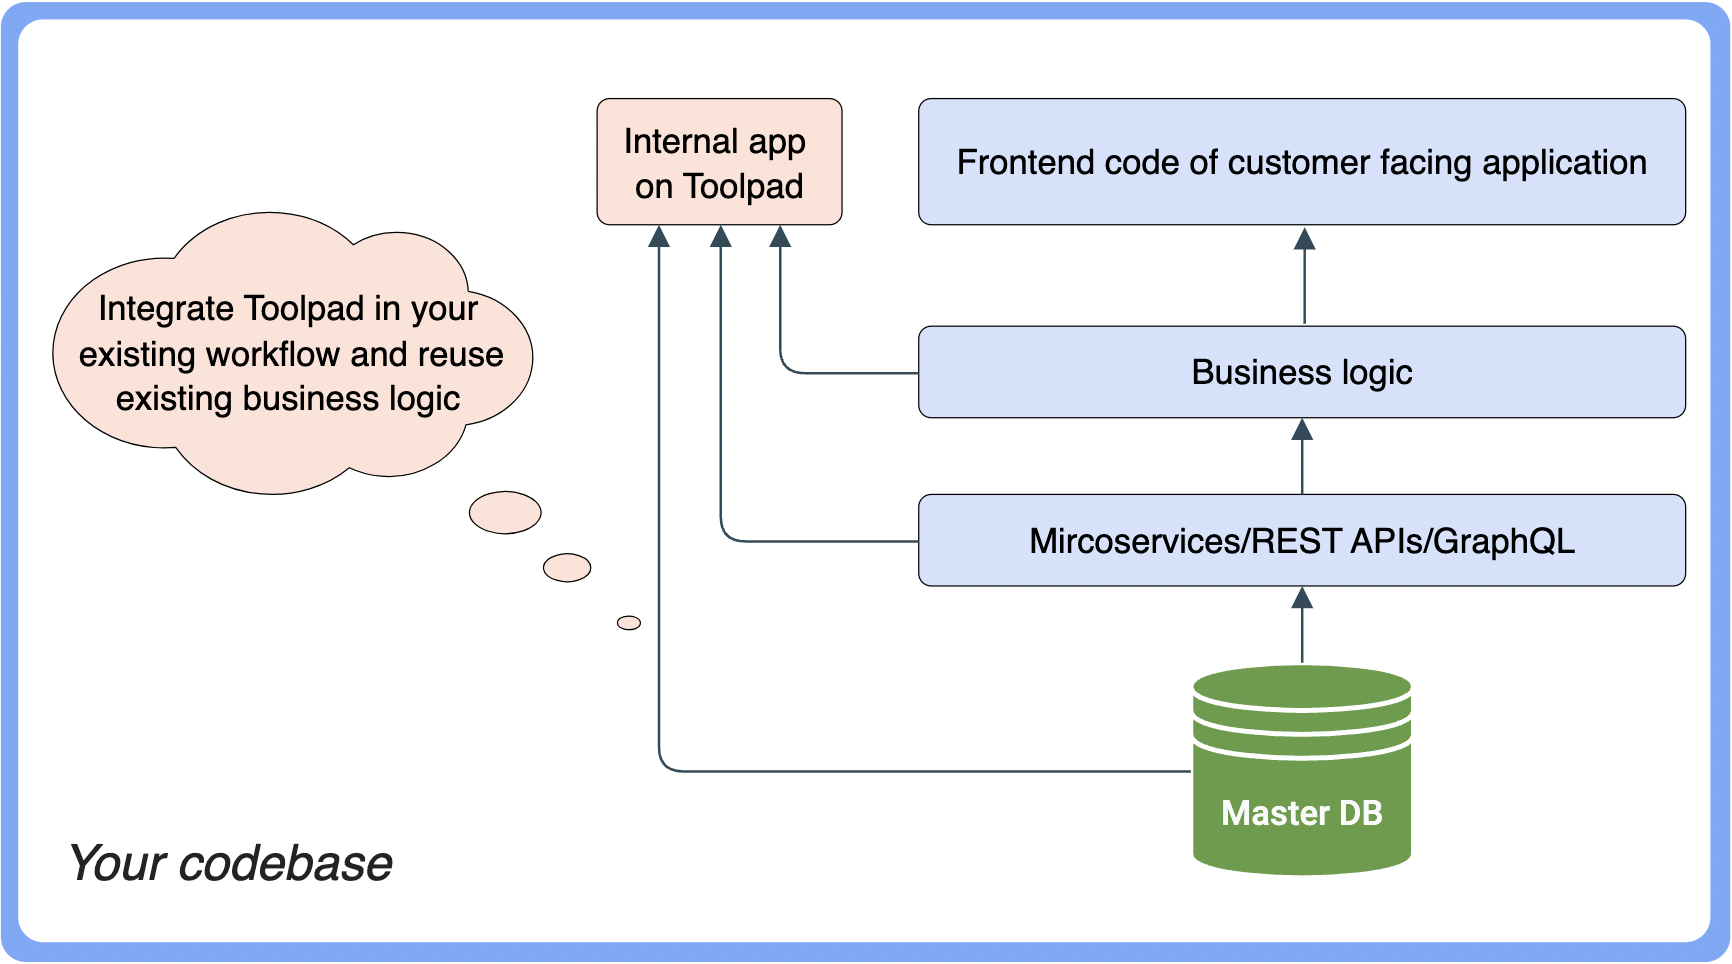 Internal app
on Toolpad
Frontend code of customer facing application
Integrate Toolpad in your
existing workflow and reuse
existing business logic
Business logic
Mircoservices/REST APIs/GraphQL
Master DB
Your codebase